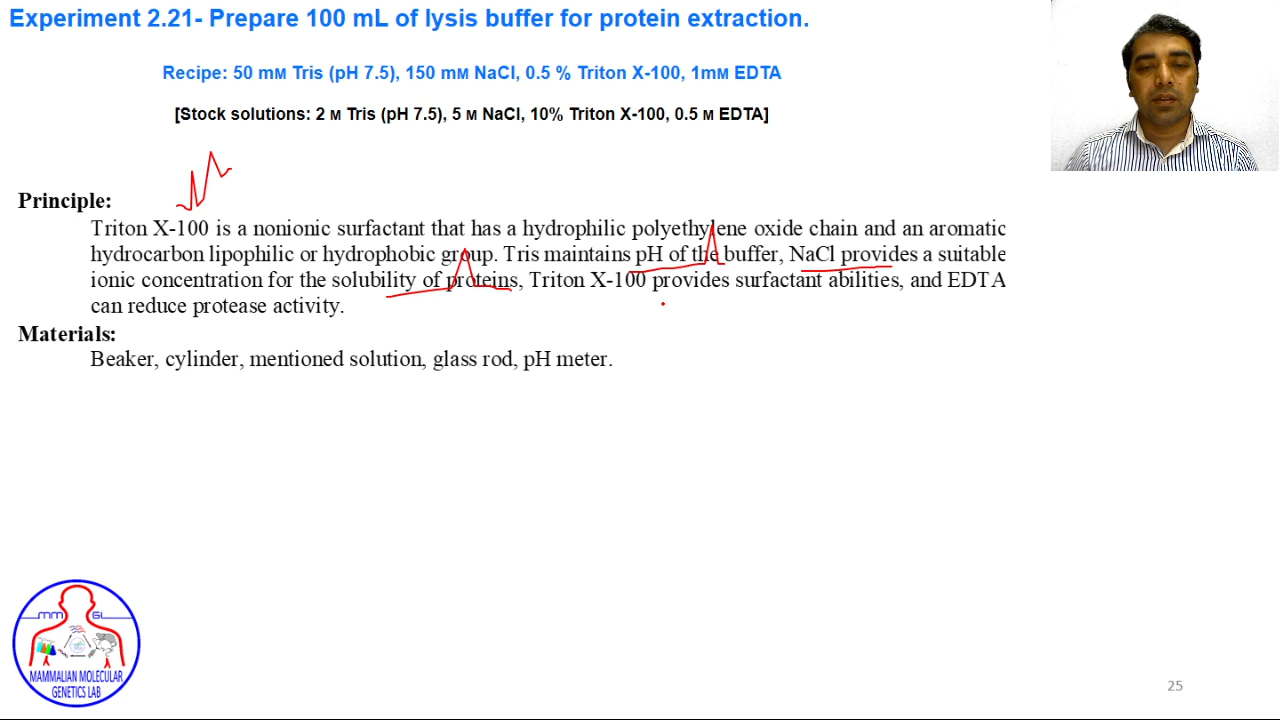 Experiment 2.21- Prepare 100 mL of lysis buffer for protein extraction.
Recipe: 50 mM Tris (pH 7.5), 150 mM NaCl, 0.5 % Triton X-100, 1mM EDTA
[Stock solutions: 2 M Tris (pH 7.5), 5 M NaCl, 10% Triton X-100, 0.5 M EDTA]
Principle:
Triton X-100 is a nonionic surfactant that has a hydrophilic polyethylene oxide chain and an aromatic
hydrocarbon lipophilic or hydrophobic group. Tris maintains pH of the buffer, NaCl provides a suitable
ionic concentration for the solubility of proteins, Triton X-100 provides surfactant abilities, and EDTA
can reduce protease activity.
Materials:
Beaker, cylinder, mentioned solution, glass rod, pH meter.
MM GL
MAMMALIAN MOLECULAR
GENETICS LAB
25